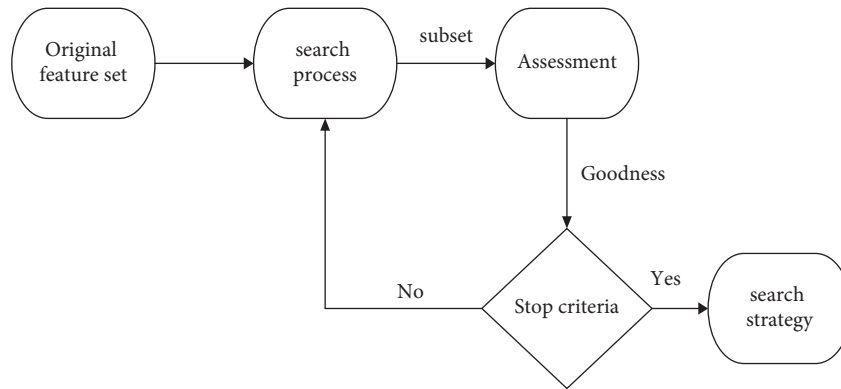 Original
feature set
search
process
subset
Assessment
Goodness
Stop criteria
No
Yes
search
strategy